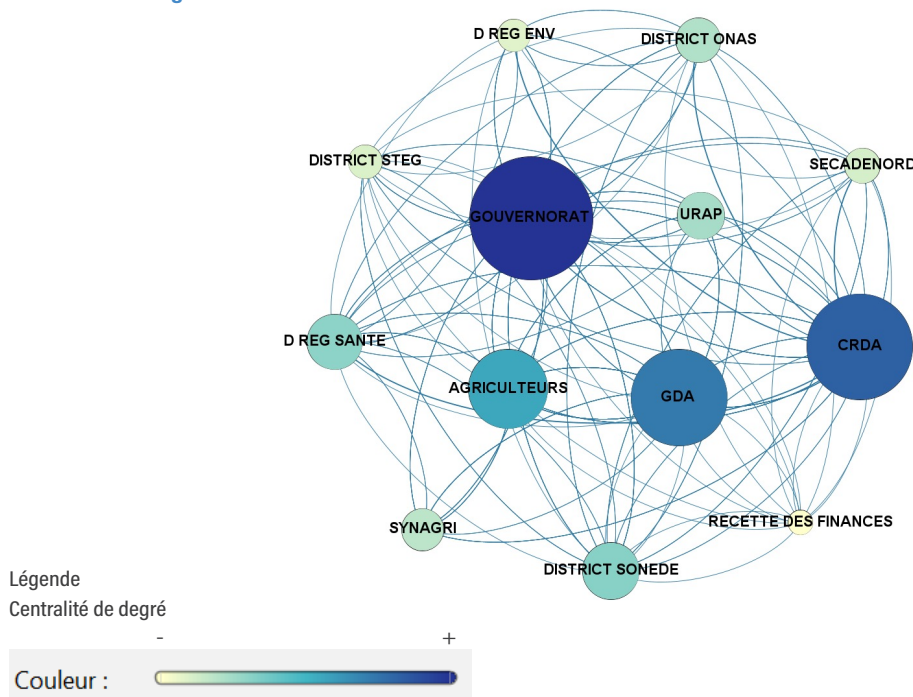 D REG ENV
DISTRICT ONAS
DISTRICT STEG
SECADENORD
GOUVERNORAT
URAP
D REG SANTE
CRDA
AGRICULTEURS
GDA
SYNAGRI
RECETTE DES FINANCES
DISTRICT SONEDE
Légende
Centralité de degré
- +
Couleur :